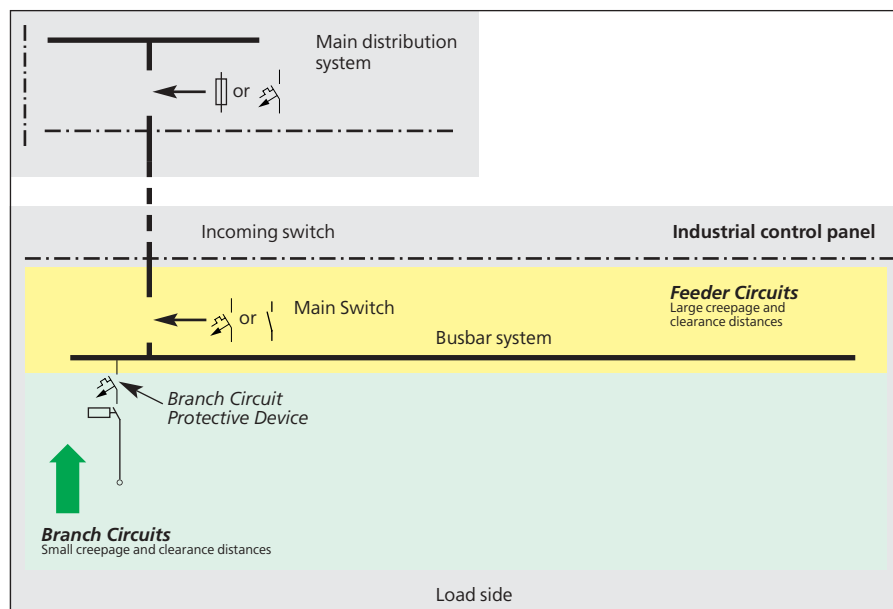 Main distribution
system
or
Incoming switch
Industrial control panel
Feeder Circuits
Large creepage and
clearance distances
or
Main Switch
Busbar system
Branch Circuit
Protective Device
Branch Circuits
Small creepage and clearance distances
Load side